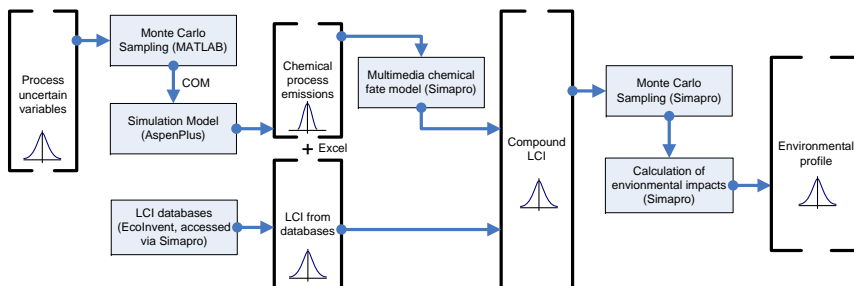 Process
uncertain
variables
Monte Carlo
Sampling (MATLAB)
COM
Simulation Model
(AspenPlus)
Chemical
process
emissions
+ Excel
LCI databases
(EcoInvent, accessed
via Simapro)
LCI from
databases
Multimedia chemical
fate model (Simapro)
Compound
LCI
Monte Carlo
Sampling (Simapro)
Calculation of
envionmental impacts
(Simapro)
Environmental
profile